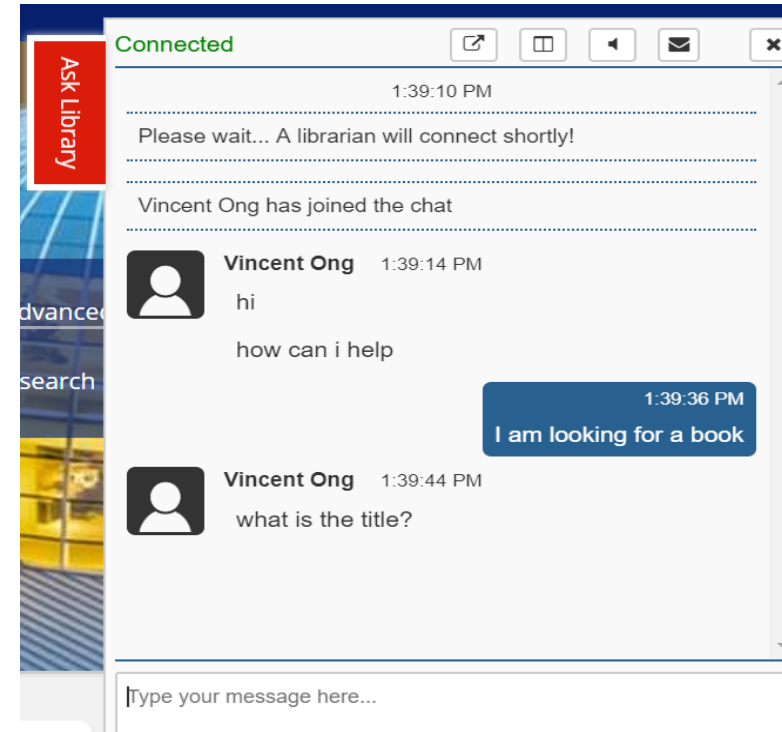 Connected
Ask Library
1:39:10 PM
Please wait... A librarian will connect shortly!
Vincent Ong has joined the chat
Vincent Ong 1:39:14 PM
hi
how can i help
dvance
search
1:39:36 PM
I am looking for a book
Vincent Ong 1:39:44 PM
what is the title?
Type your message here...